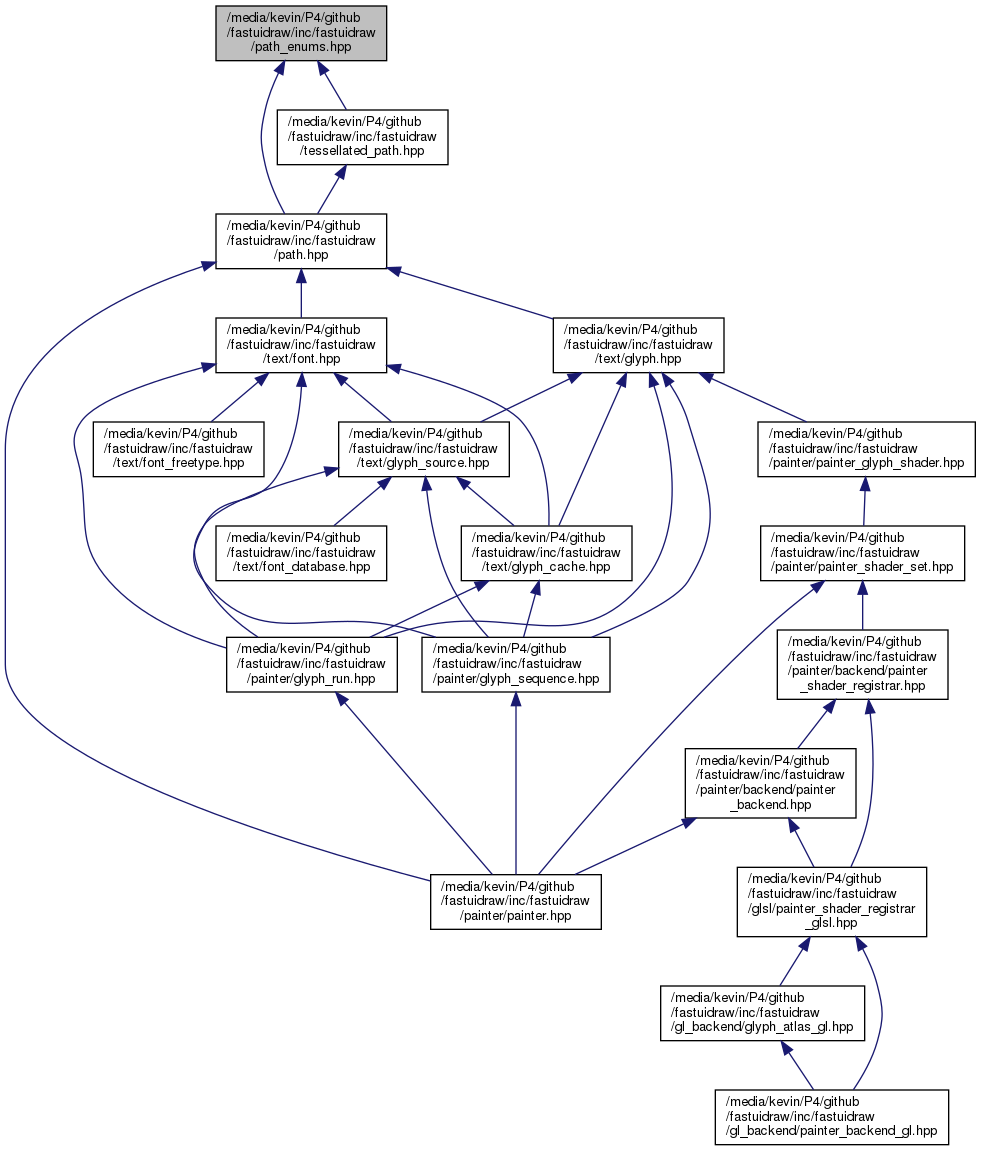 /media/kevin/P4/github
/fastuidraw/inc/fastuidraw
/path_enums.hpp
/media/kevin/P4/github
/fastuidraw/inc/fastuidraw
/tessellated_path.hpp
/media/kevin/P4/github
/fastuidraw/inc/fastuidraw
/path.hpp
/media/kevin/P4/github
/fastuidraw/inc/fastuidraw
/text/font.hpp
/media/kevin/P4/github
/fastuidraw/inc/fastuidraw
/text/glyph.hpp
/media/kevin/P4/github
/fastuidraw/inc/fastuidraw
/text/font_freetype.hpp
/media/kevin/P4/github
/fastuidraw/inc/fastuidraw
/text/glyph_source.hpp
/media/kevin/P4/github
/fastuidraw/inc/fastuidraw
/painter/painter_glyph_shader.hpp
/media/kevin/P4/github
/fastuidraw/inc/fastuidraw
/text/font_database.hpp
/media/kevin/P4/github
/fastuidraw/inc/fastuidraw
/text/glyph_cache.hpp
/media/kevin/P4/github
/fastuidraw/inc/fastuidraw
/painter/painter_shader_set.hpp
/media/kevin/P4/github
/fastuidraw/inc/fastuidraw
/painter/glyph_run.hpp
/media/kevin/P4/github
/fastuidraw/inc/fastuidraw
/painter/glyph_sequence.hpp
/media/kevin/P4/github
/fastuidraw/inc/fastuidraw
/painter/backend/painter
_shader_registrar.hpp
/media/kevin/P4/github
/fastuidraw/inc/fastuidraw
/painter/backend/painter
_backend.hpp
/media/kevin/P4/github
/fastuidraw/inc/fastuidraw
/painter/painter.hpp
/media/kevin/P4/github
/fastuidraw/inc/fastuidraw
/glsl/painter_shader_registrar
_glsl.hpp
/media/kevin/P4/github
/fastuidraw/inc/fastuidraw
/gl_backend/glyph_atlas_gl.hpp
/media/kevin/P4/github
/fastuidraw/inc/fastuidraw
/gl_backend/painter_backend_gl.hpp